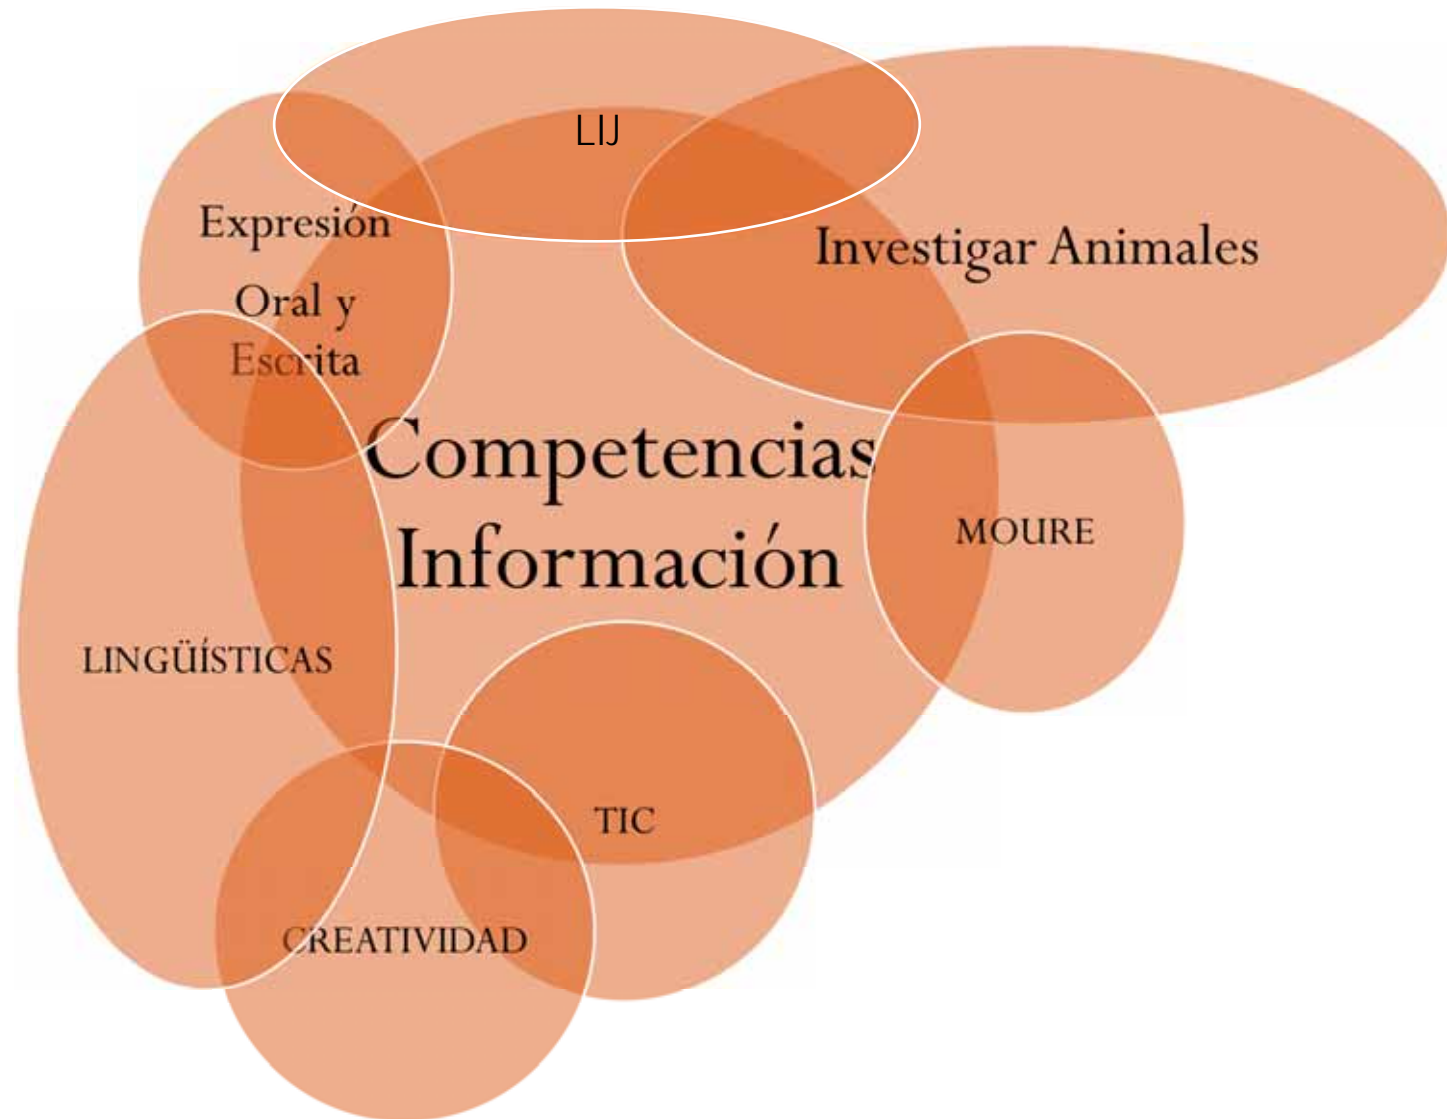 LIJ
Expresión
Oral y
Escrita
Investigar Animales
Competencias
Información
MOURE
LINGÜÍSTICAS
TIC
CREATIVIDAD